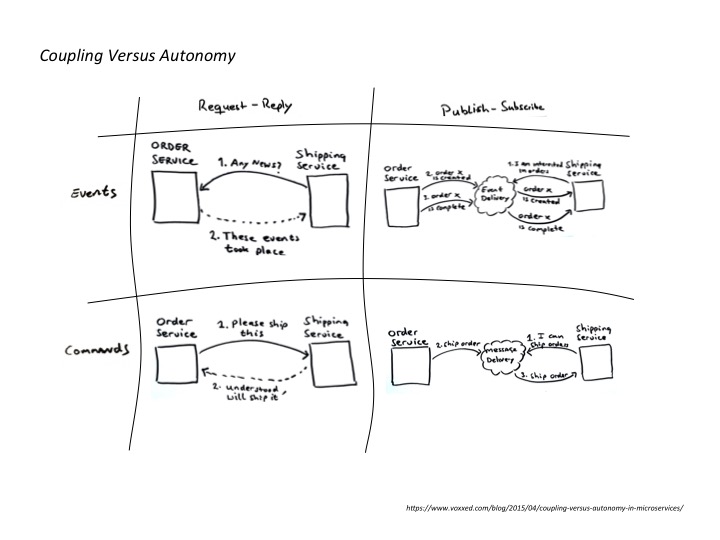 Coupling Versus Autonomy
Request-Reply
Publish-Subscribe
Events
ORDER
SERVICE
1. Any News?
Shipping
Service
2. These events
took place
Order
Service
2. order x
is created
2. order x
is complete
Event
Delivery
1. I am interested
in orders
Shipping
Service
order x
is created
order x
is complete
Commands
Order
Service
1. Please ship
this
Shipping
Service
2. understood,
will ship it
Order
Service
2. ship order
message
Delivery
1. I can
ship orders
Shipping
Service
3. ship order
https://www.voxxed.com/blog/2015/04/coupling-versus-autonomy-in-microservices/